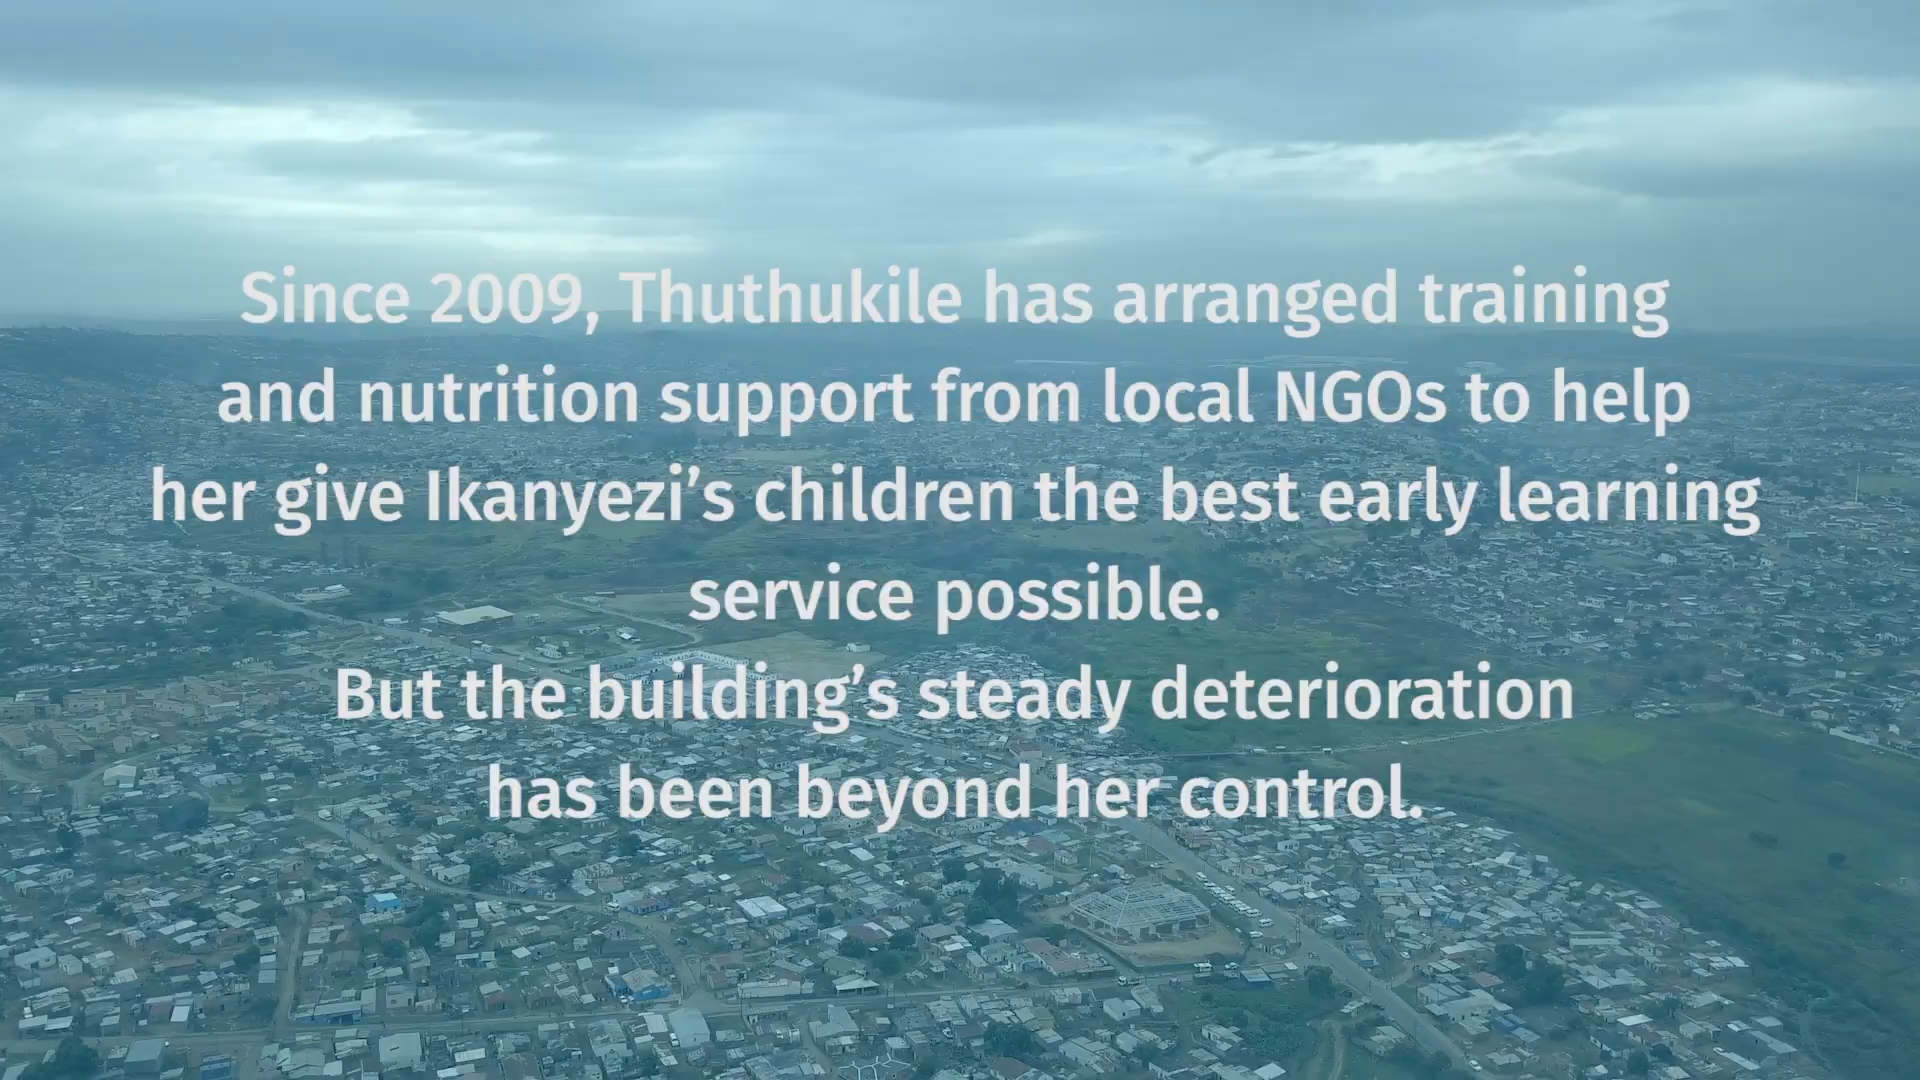 Since 2009, Thuthukile has arranged training
and nutrition support from local NGOs to help
her give Ikanyezi’s children the best early learning
service possible.
But the building’s steady deterioration
has been beyond her control.